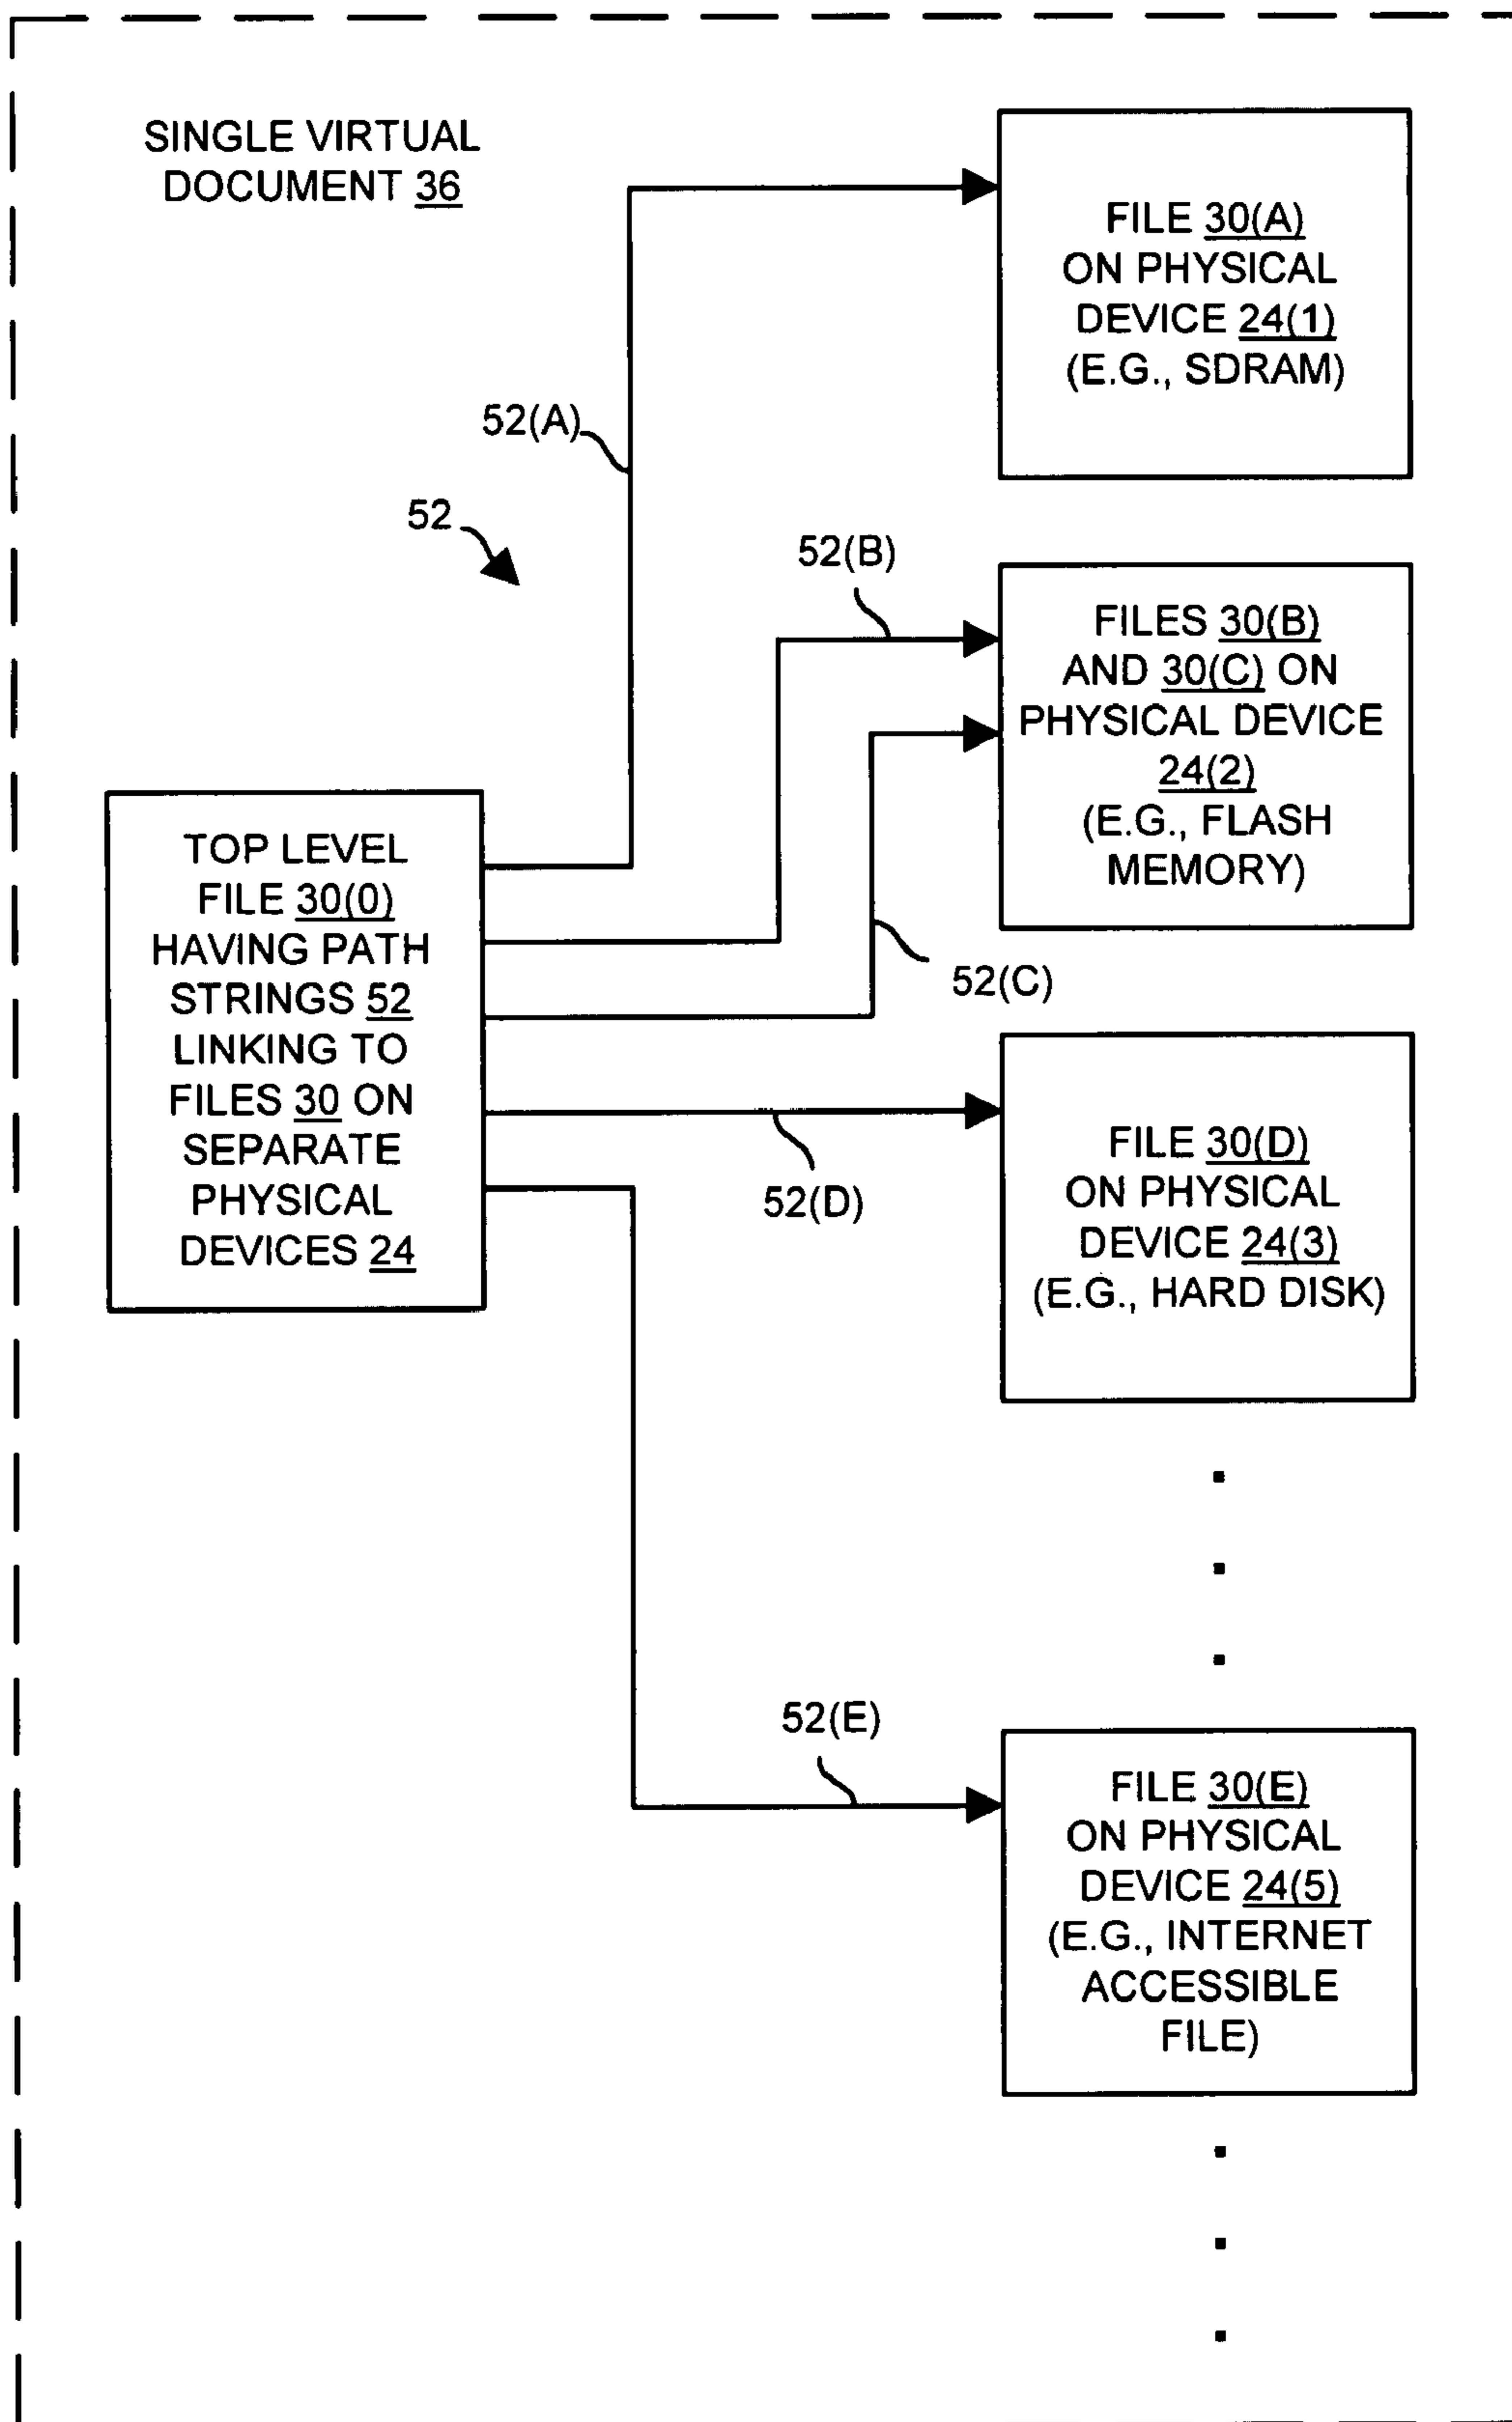 SINGLE VIRTUAL
DOCUMENT 36
FILE 30(A)
ON PHYSICAL
DEVICE 24(1)
(E.G., SDRAM)
52(A)
52
52(B)
FILES 30(B)
AND 30(C) ON
PHYSICAL DEVICE
24(2)
(E.G., FLASH
MEMORY)
52(C)
TOP LEVEL
FILE 30(0)
HAVING PATH
STRINGS 52
LINKING TO
FILES 30 ON
SEPARATE
PHYSICAL
DEVICES 24
52(D)
FILE 30(D)
ON PHYSICAL
DEVICE 24(3)
(E.G., HARD DISK)
52(E)
FILE 30(E)
ON PHYSICAL
DEVICE 24(5)
(E.G., INTERNET
ACCESSIBLE
FILE)